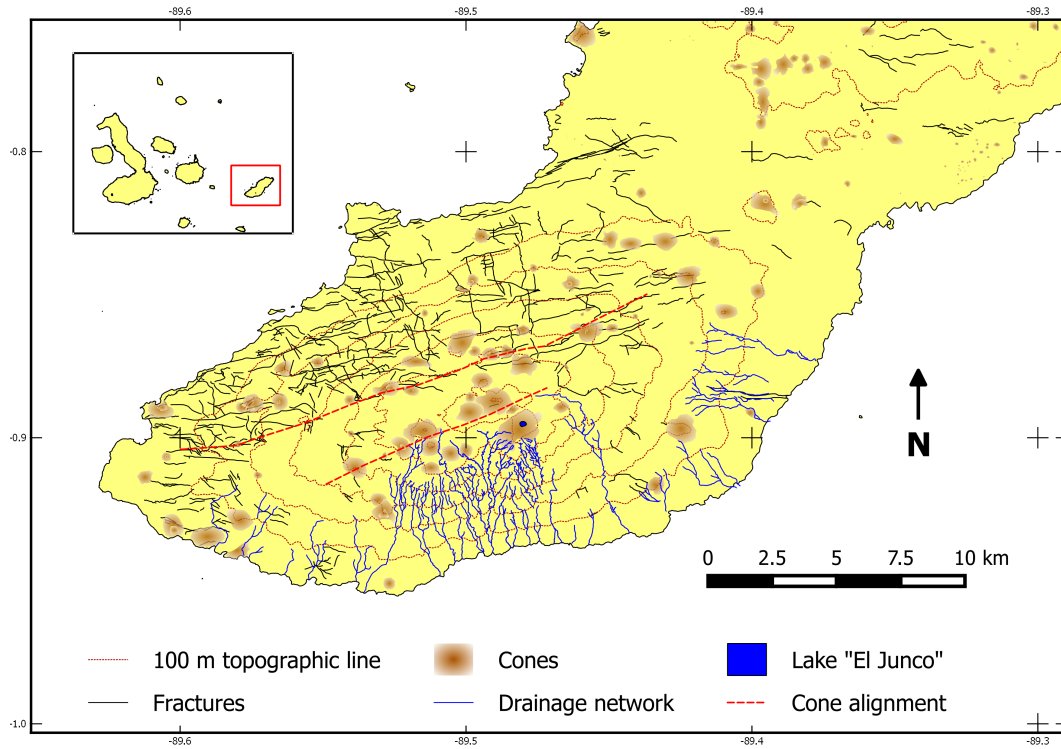 -89.6 -89.5 -89.4 -89.3
-0.8
-0.9
N
0 2.5 5 7.5 10 km
100 m topographic line Cones Lake "El Junco"
Fractures Drainage network Cone alignment
-1.0
-89.6 -89.5 -89.4 -89.3